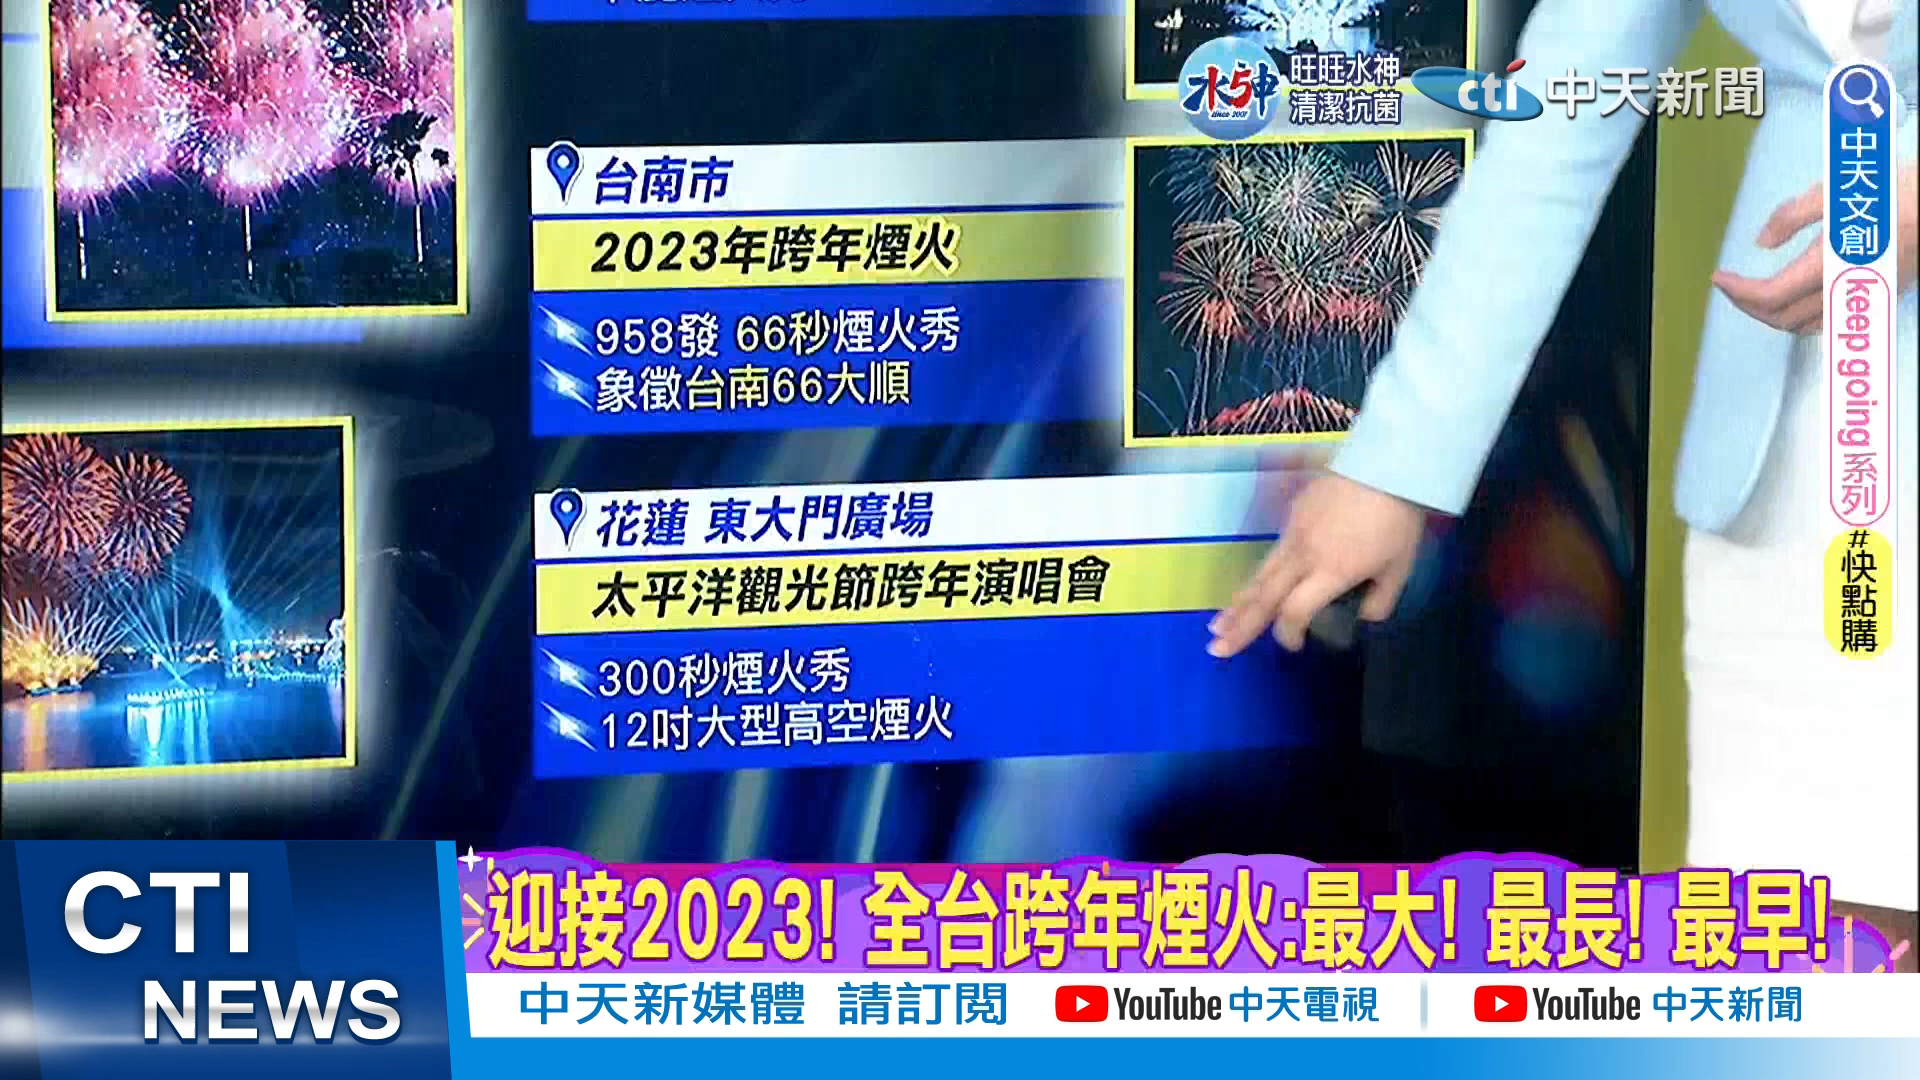 水神
since 2007
旺旺水神
清潔抗菌
cti 中天新聞
中天文創
keep going 系列
#快點購
台南市
2023年跨年煙火
958發 66秒煙火秀
象徵台南66大順
花蓮 東大門廣場
太平洋觀光節跨年演唱會
300秒煙火秀
12吋大型高空煙火
CTI
NEWS
迎接2023! 全台跨年煙火:最大! 最長! 最早!
中天新媒體 請訂閱 YouTube 中天電視 YouTube 中天新聞